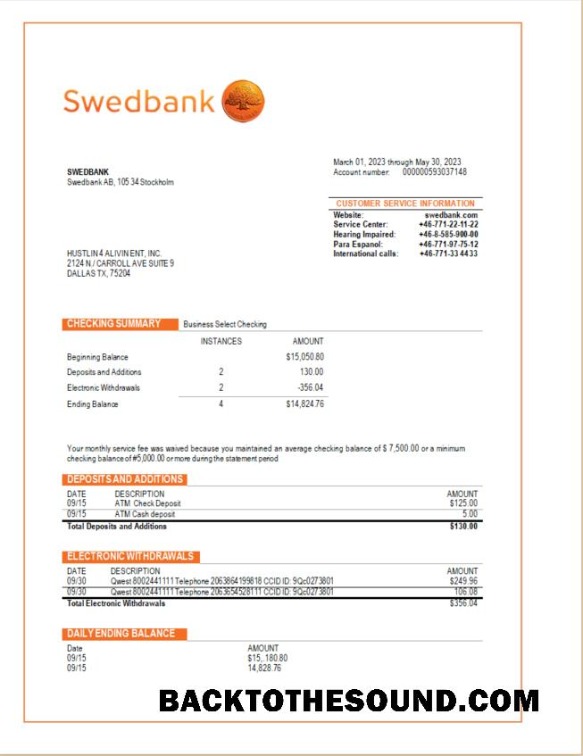 Swedbank
March 01, 2023 through May 30, 2023
Account number: 000000593037148
SWEDBANK
Swedbank AB, 105 34 Stockholm
CUSTOMER SERVICE INFORMATION
Website: swedbank.com
Service Center: +46-771-22-11-22
Hearing Impaired: +46-8-585-900-00
Para Espanol: +46-771-97-75-12
International calls: +46-771-33 44 33
HUSTLIN 4 ALIVIN ENT, INC.
2124 N./ CARROLL AVE SUITE 9
DALLAS TX, 75204
CHECKING SUMMARY Business Select Checking
INSTANCES AMOUNT
Beginning Balance $15,050.80
Deposits and Additions 2 130.00
Electronic Withdrawals 2 -356.04
Ending Balance 4 $14,824.76
Your monthly service fee was waived because you maintained an average checking balance of $ 7,500.00 or a minimum
checking balance of #5,000.00 or more during the statement period
DEPOSITS AND ADDITIONS
DATE DESCRIPTION AMOUNT
09/15 ATM Check Deposit $125.00
09/15 ATM Cash deposit 5.00
Total Deposits and Additions $130.00
ELECTRONIC WITHDRAWALS
DATE DESCRIPTION AMOUNT
09/30 Qwest 8002441111 Telephone 2063864199818 CCID ID: 9Qc0273801 $249.96
09/30 Qwest 8002441111 Telephone 2063654528111 CCID ID: 9Qc0273801 106.08
Total Electronic Withdrawals $356.04
DAILY ENDING BALANCE
Date AMOUNT
09/15 $15,.180.80
09/15 14,828.76
BACKTOTHESOUND.COM